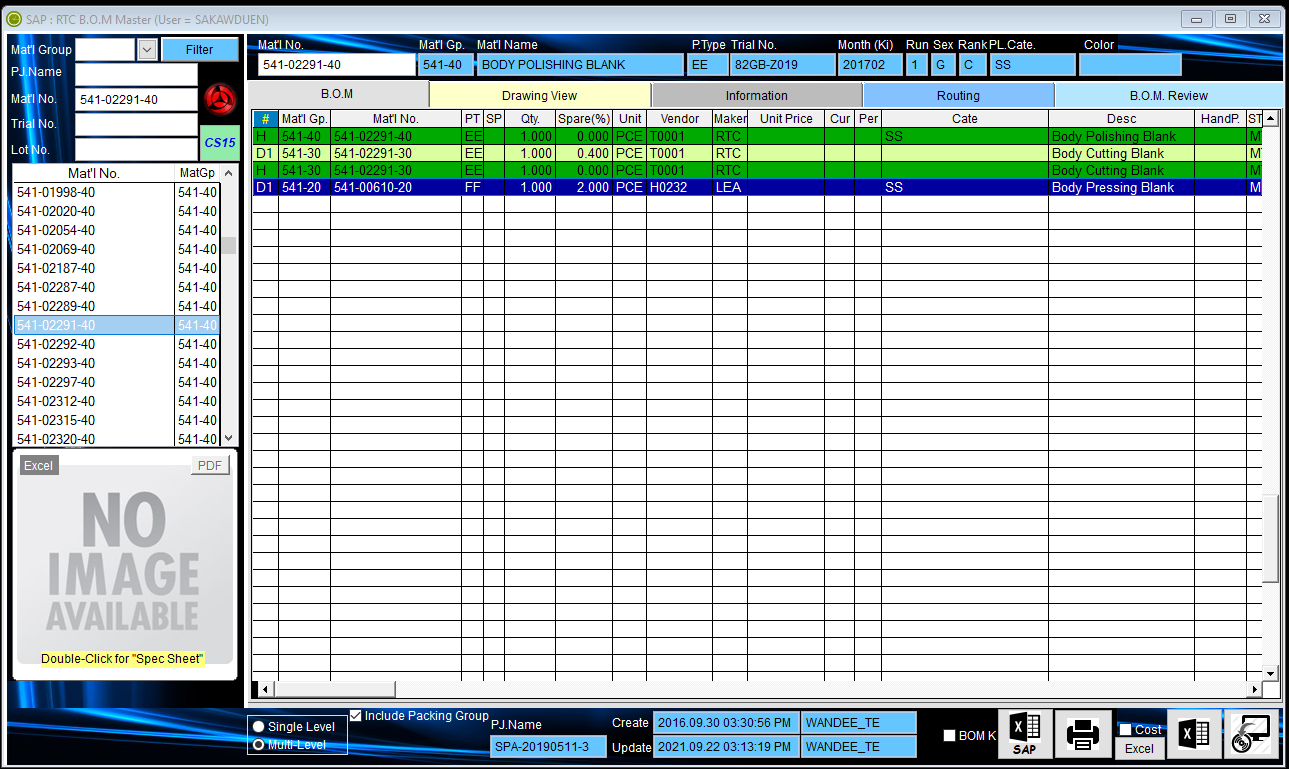 SAP : RTC B.O.M Master (User = SAKAWDUEN)
Mat'l Group
Filter
PJ.Name
Mat'l No. 541-02291-40
Trial No.
Lot No.
CS15
Mat'l No. Mat'l Gp. Mat'l Name P.Type Trial No. Month (Ki) Run Sex Rank PL.Cate. Color
541-02291-40 541-40 BODY POLISHING BLANK EE 82GB-Z019 201702 1 G C SS
B.O.M Drawing View Information Routing B.O.M. Review
# Mat'l Gp. Mat'l No. PT SP Qty. Spare(%) Unit Vendor Maker Unit Price Cur Per Cate Desc HandP. ST
H 541-40 541-02291-40 EE 1.000 0.000 PCE T0001 RTC SS Body Polishing Blank M
D1 541-30 541-02291-30 EE 1.000 0.400 PCE T0001 RTC Body Cutting Blank M
H 541-30 541-02291-30 EE 1.000 0.000 PCE T0001 RTC Body Cutting Blank M
D1 541-20 541-00610-20 FF 1.000 2.000 PCE H0232 LEA SS Body Pressing Blank M
Mat'l No. MatGp
541-01998-40 541-40
541-02020-40 541-40
541-02054-40 541-40
541-02069-40 541-40
541-02187-40 541-40
541-02287-40 541-40
541-02289-40 541-40
541-02291-40 541-40
541-02292-40 541-40
541-02293-40 541-40
541-02297-40 541-40
541-02312-40 541-40
541-02315-40 541-40
541-02320-40 541-40
Excel PDF
NO
IMAGE
AVAILABLE
Double-Click for "Spec Sheet"
Single Level
Multi-Level
Include Packing Group
PJ.Name
SPA-20190511-3
Create 2016.09.30 03:30:56 PM WANDEE_TE
Update 2021.09.22 03:13:19 PM WANDEE_TE
BOM K
X
SAP
Cost
Excel
X
BOM